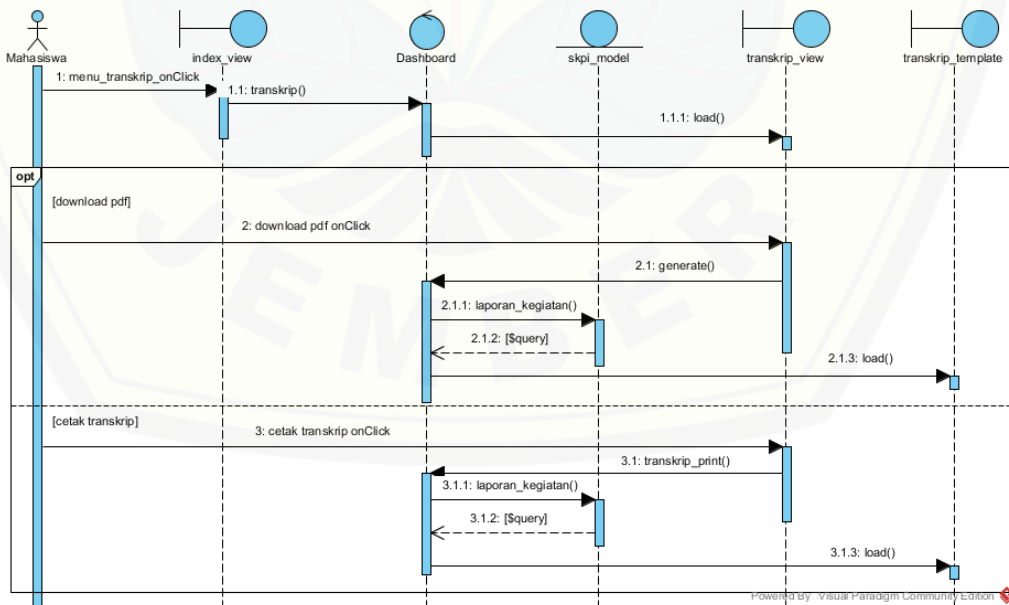 Mahasiswa
index_view
Dashboard
skpi_model
transkrip_view
transkrip_template
1: menu_transkrip_onClick
1.1: transkrip()
1.1.1: load()
opt
[download pdf]
2: download pdf onClick
2.1: generate()
2.1.1: laporan_kegiatan()
2.1.2: [$query]
2.1.3: load()
[cetak transkrip]
3: cetak transkrip onClick
3.1: transkrip_print()
3.1.1: laporan_kegiatan()
3.1.2: [$query]
3.1.3: load()
JEMBER
Powered By Visual Paradigm Community Edition